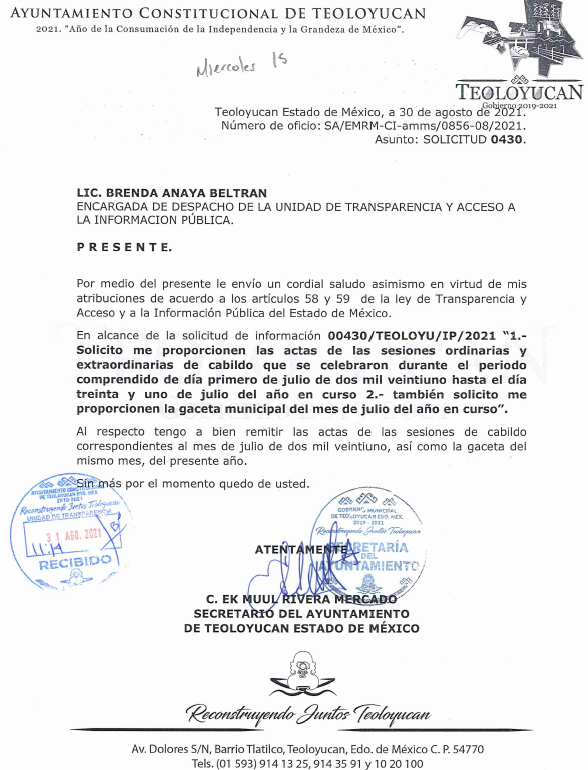 AYUNTAMIENTO CONSTITUCIONAL DE TEOLOYUCAN
2021. "Año de la Consumación de la Independencia y la Grandeza de México".
Miercoles 15
TEOLOYUCAN
Gobierno 2019-2021
Teoloyucan Estado de México, a 30 de agosto de 2021.
Número de oficio: SA/EMRM-CI-amms/0856-08/2021.
Asunto: SOLICITUD 0430.
LIC. BRENDA ANAYA BELTRAN
ENCARGADA DE DESPACHO DE LA UNIDAD DE TRANSPARENCIA Y ACCESO A
LA INFORMACION PÚBLICA.
P R E S E N T E.
Por medio del presente le envío un cordial saludo asimismo en virtud de mis
atribuciones de acuerdo a los artículos 58 y 59 de la ley de Transparencia y
Acceso y a la Información Pública del Estado de México.
En alcance de la solicitud de información 00430/TEOLOYU/IP/2021 "1.-
Solicito me proporcionen las actas de las sesiones ordinarias y
extraordinarias de cabildo que se celebraron durante el periodo
comprendido de día primero de julio de dos mil veintiuno hasta el día
treinta y uno de julio del año en curso 2.- también solicito me
proporcionen la gaceta municipal del mes de julio del año en curso".
Al respecto tengo a bien remitir las actas de las sesiones de cabildo
correspondientes al mes de julio de dos mil veintiuno, así como la gaceta del
mismo mes, del presente año.
Sin más por el momento quedo de usted.
AYUNTAMIENTO CONSTITUCIONAL
DE TEOLOYUCAN EDO. MEX.
2019-2021
Reconstruyendo Juntos Teoloyucan
UNIDAD DE TRANSPARENCIA
31 AGO. 2021
RECIBIDO
GOBIERNO MUNICIPAL
DE TEOLOYUCAN EDO. MÉX.
2019 - 2021
Reconstruyendo Juntos Teoloyucan
SECRETARÍA
DEL
AYUNTAMIENTO
ATENTAMENTE
C. EK MUUL RIVERA MERCADO
SECRETARIO DEL AYUNTAMIENTO
DE TEOLOYUCAN ESTADO DE MÉXICO
Reconstruyendo Juntos Teoloyucan
Av. Dolores S/N, Barrio Tlatilco, Teoloyucan, Edo. de México C. P. 54770
Tels. (01 593) 914 13 25, 914 35 91 y 10 20 100